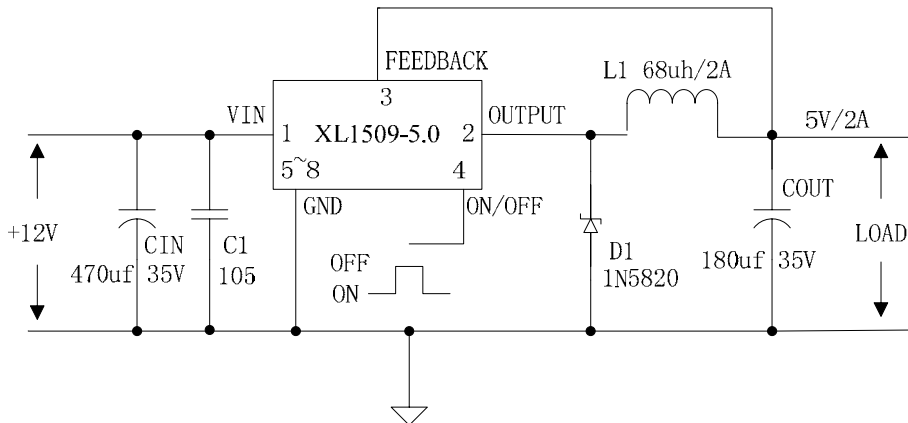 FEEDBACK
L1 68uh/2A
3
VIN
OUTPUT
5V/2A
1 XL1509-5.0 2
5~8
4
COUT
GND
ON/OFF
+12V
CIN
C1
OFF
D1
LOAD
470uf 35V
105
ON
1N5820
180uf 35V